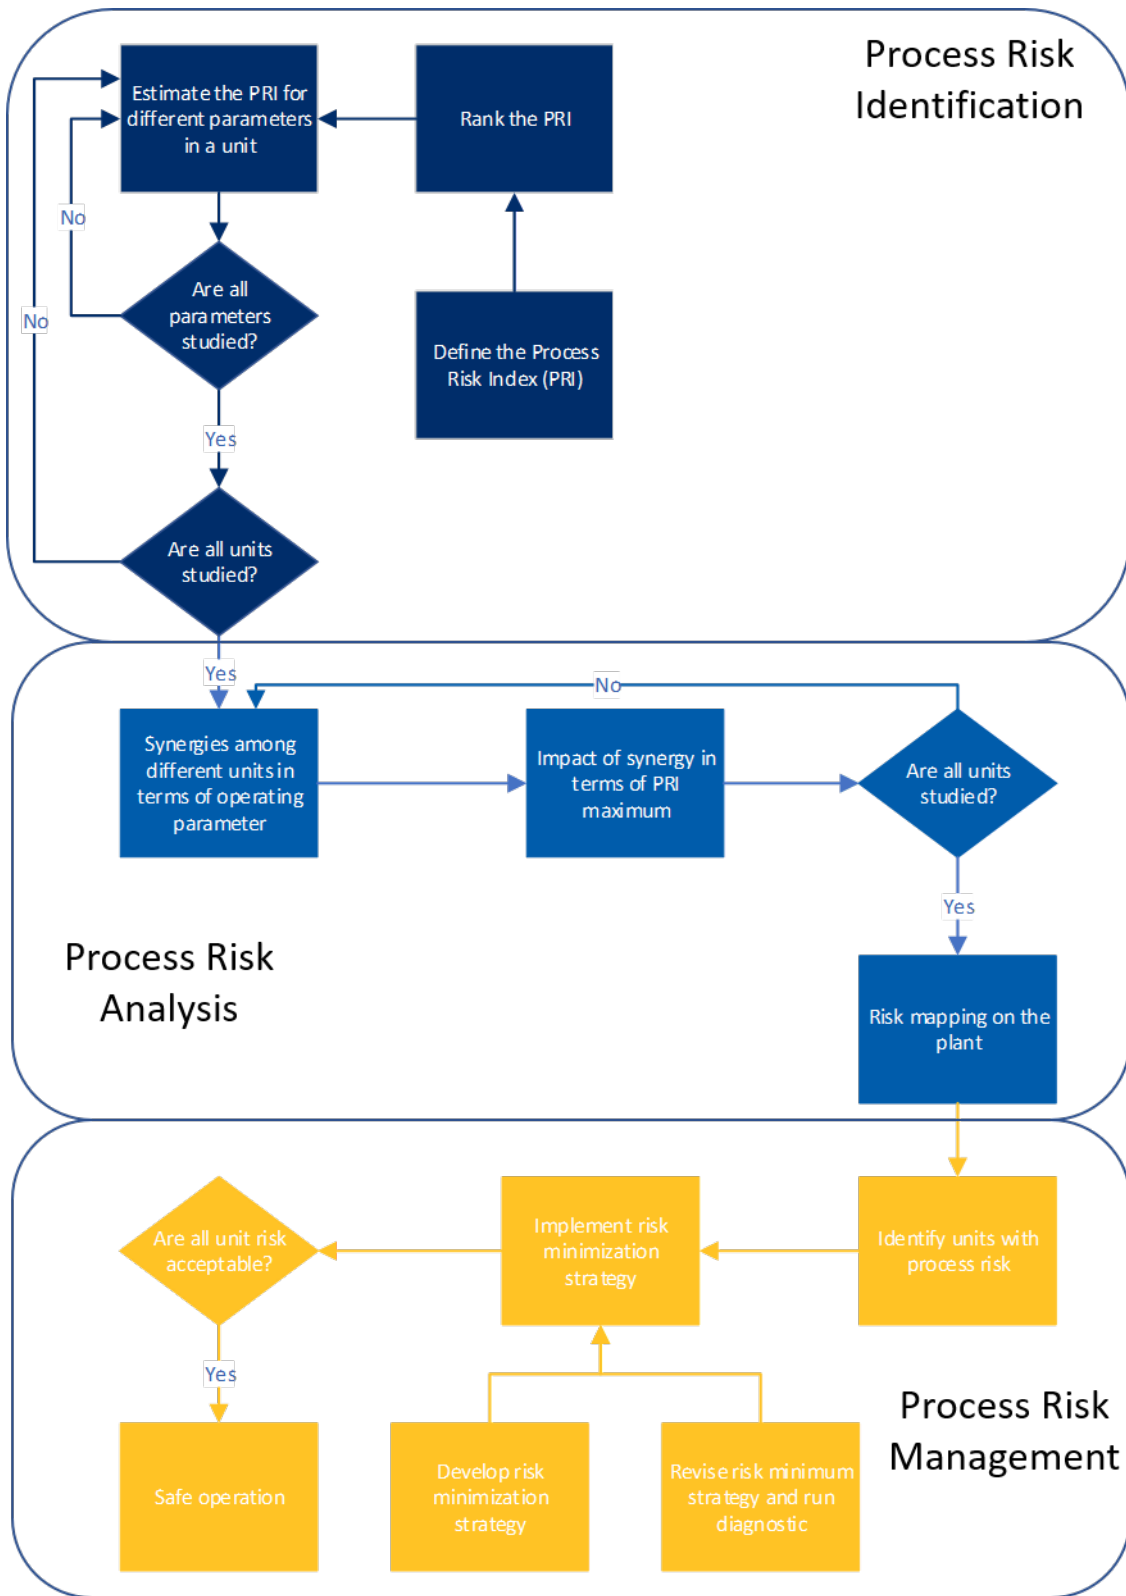 Process Risk
Identification
Estimate the PRI for
different parameters
in a unit
Rank the PRI
No
Are all
parameters
studied?
No
Define the Process
Risk Index (PRI)
Yes
Are all units
studied?
Yes
No
Synergies among
different units in
terms of operating
parameter
Impact of synergy in
terms of PRI
maximum
Are all units
studied?
Yes
Process Risk
Analysis
Risk mapping on the
plant
Are all unit risk
acceptable?
Implement risk
minimization
strategy
Identify units with
process risk
Yes
Process Risk
Management
Safe operation
Develop risk
minimization
strategy
Revise risk minimum
strategy and run
diagnostic